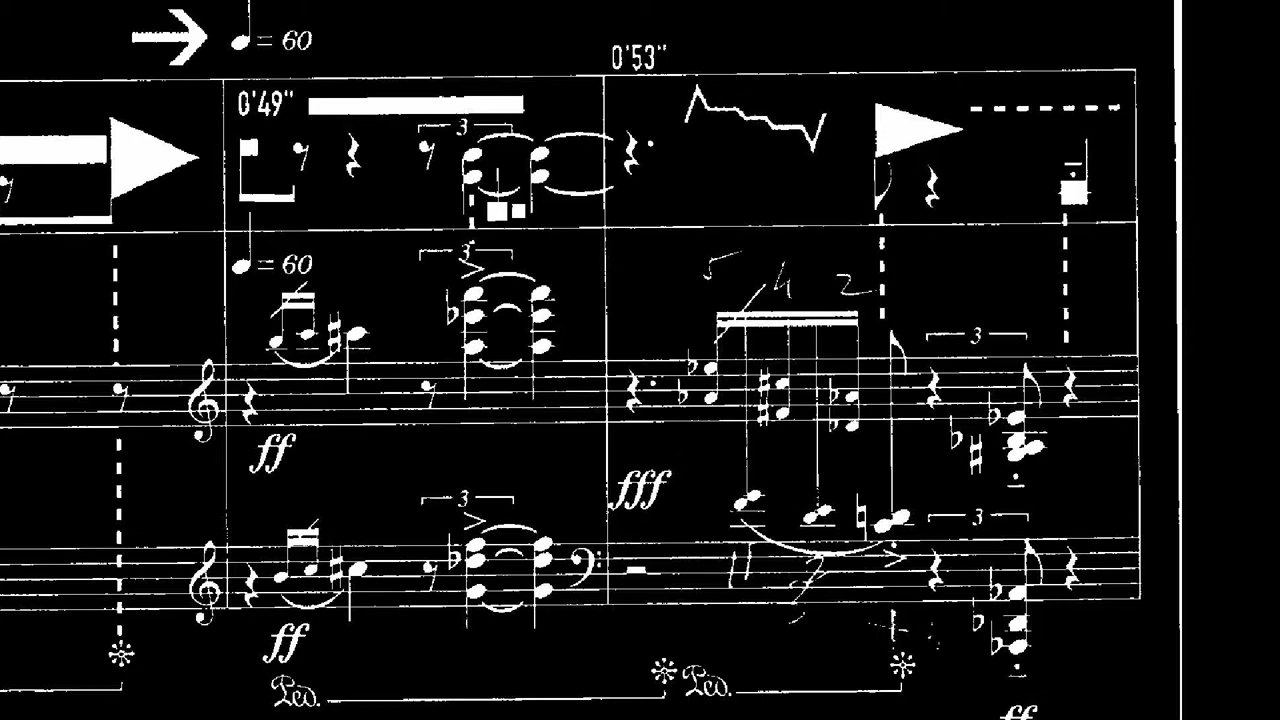 ♩ = 60
0'53"
0'49"
3
3
♩ = 60
5 4 2
3
ff
3
fff
3
ff
Ped.
Ped.
ff